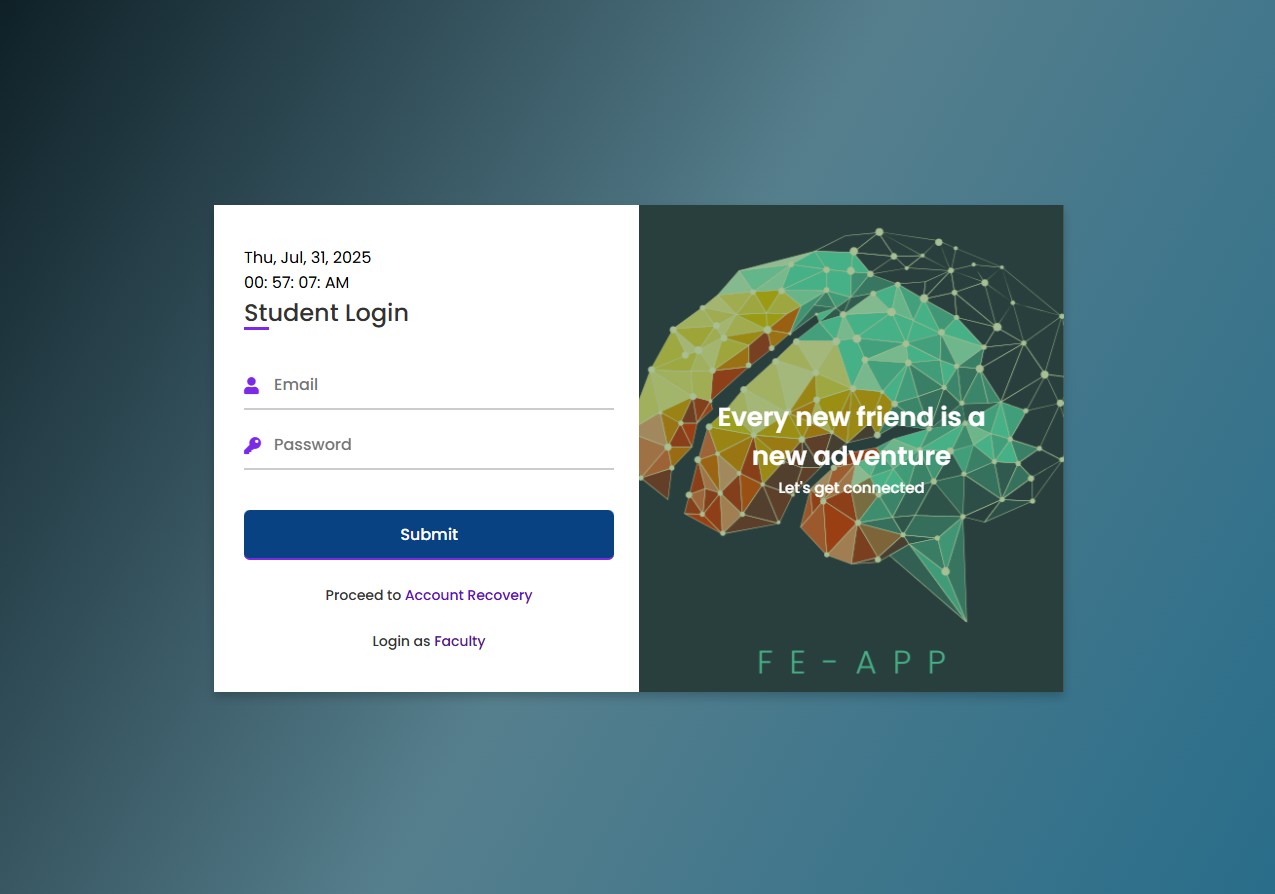 Thu, Jul, 31, 2025
00: 57: 07: AM
Student Login
Email
Password
Submit
Proceed to Account Recovery
Login as Faculty
Every new friend is a
new adventure
Let's get connected
FE-APP